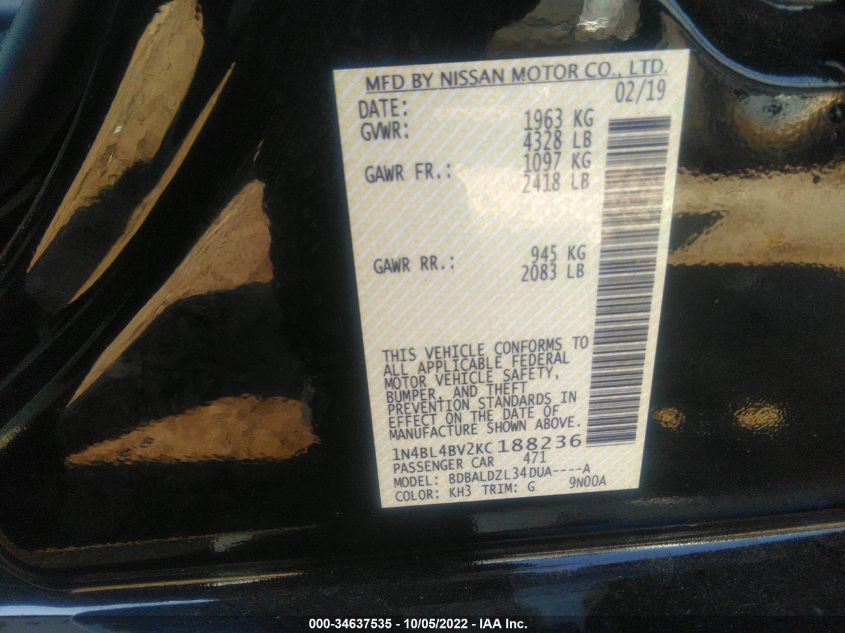 MFD BY NISSAN MOTOR CO., LTD.
DATE: 02/19
GVWR: 1963 KG
4328 LB
GAWR FR.: 1097 KG
2418 LB
GAWR RR.: 945 KG
2083 LB
THIS VEHICLE CONFORMS TO
ALL APPLICABLE FEDERAL
MOTOR VEHICLE SAFETY,
BUMPER, AND THEFT
PREVENTION STANDARDS IN
EFFECT ON THE DATE OF
MANUFACTURE SHOWN ABOVE.
1N4BL4BV2KC188236
PASSENGER CAR 471
MODEL: BDBALDZL34DUA----A
COLOR: KH3 TRIM: G 9N00A
000-34637535 - 10/05/2022 - IAA Inc.